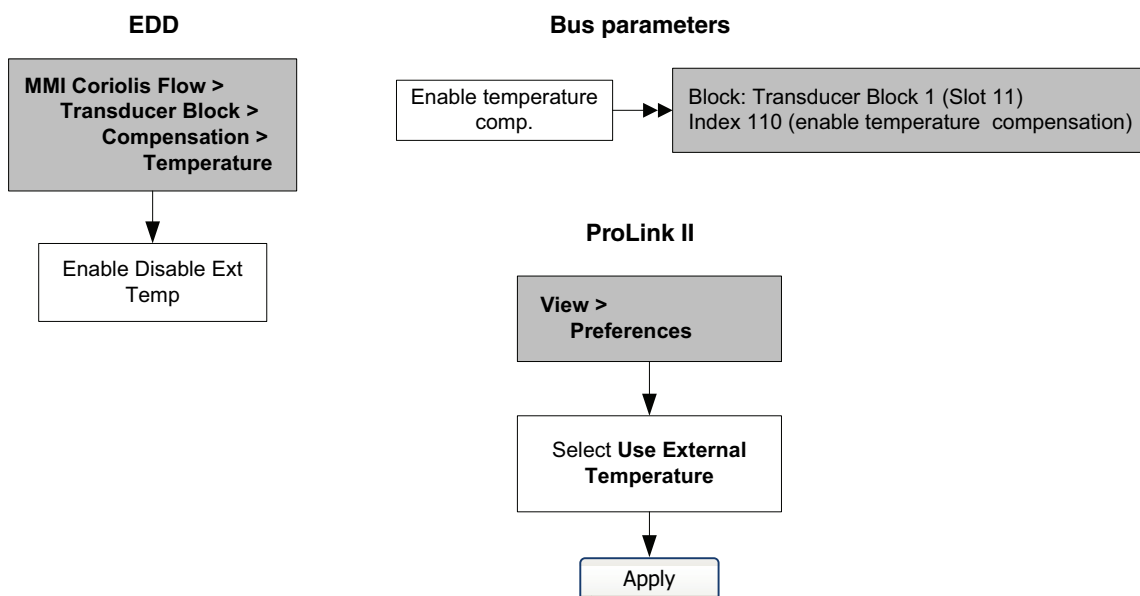 EDD
MMI Coriolis Flow >
Transducer Block >
Compensation >
Temperature
Enable Disable Ext
Temp
Bus parameters
Enable temperature
comp.
Block: Transducer Block 1 (Slot 11)
Index 110 (enable temperature compensation)
ProLink II
View >
Preferences
Select Use External
Temperature
Apply